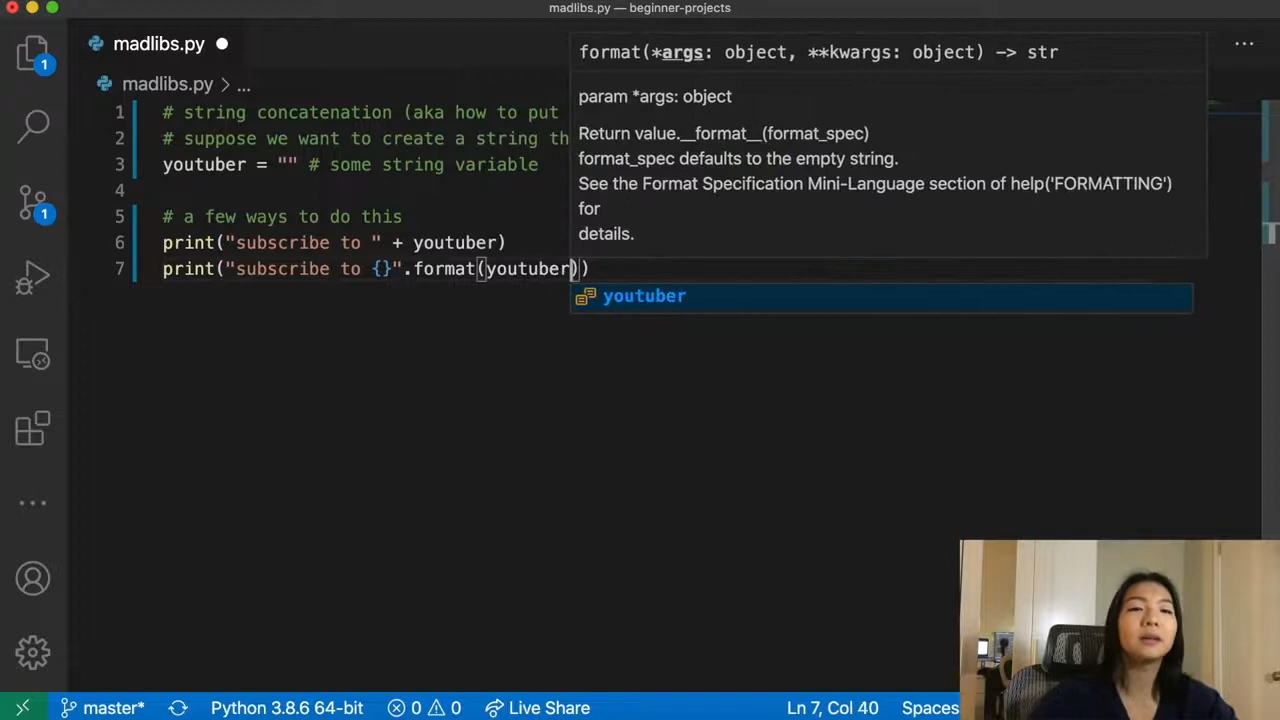 madlibs.py — beginner-projects
madlibs.py
...
madlibs.py > ...
1 # string concatenation (aka how to put
2 # suppose we want to create a string th
3 youtuber = "" # some string variable
4
5 # a few ways to do this
6 print("subscribe to " + youtuber)
7 print("subscribe to {}".format(youtuber))
format(*args: object, **kwargs: object) -> str
param *args: object
Return value.__format__(format_spec)
format_spec defaults to the empty string.
See the Format Specification Mini-Language section of help('FORMATTING')
for
details.
youtuber
1
1
master* Python 3.8.6 64-bit 0 0 Live Share Ln 7, Col 40 Spaces